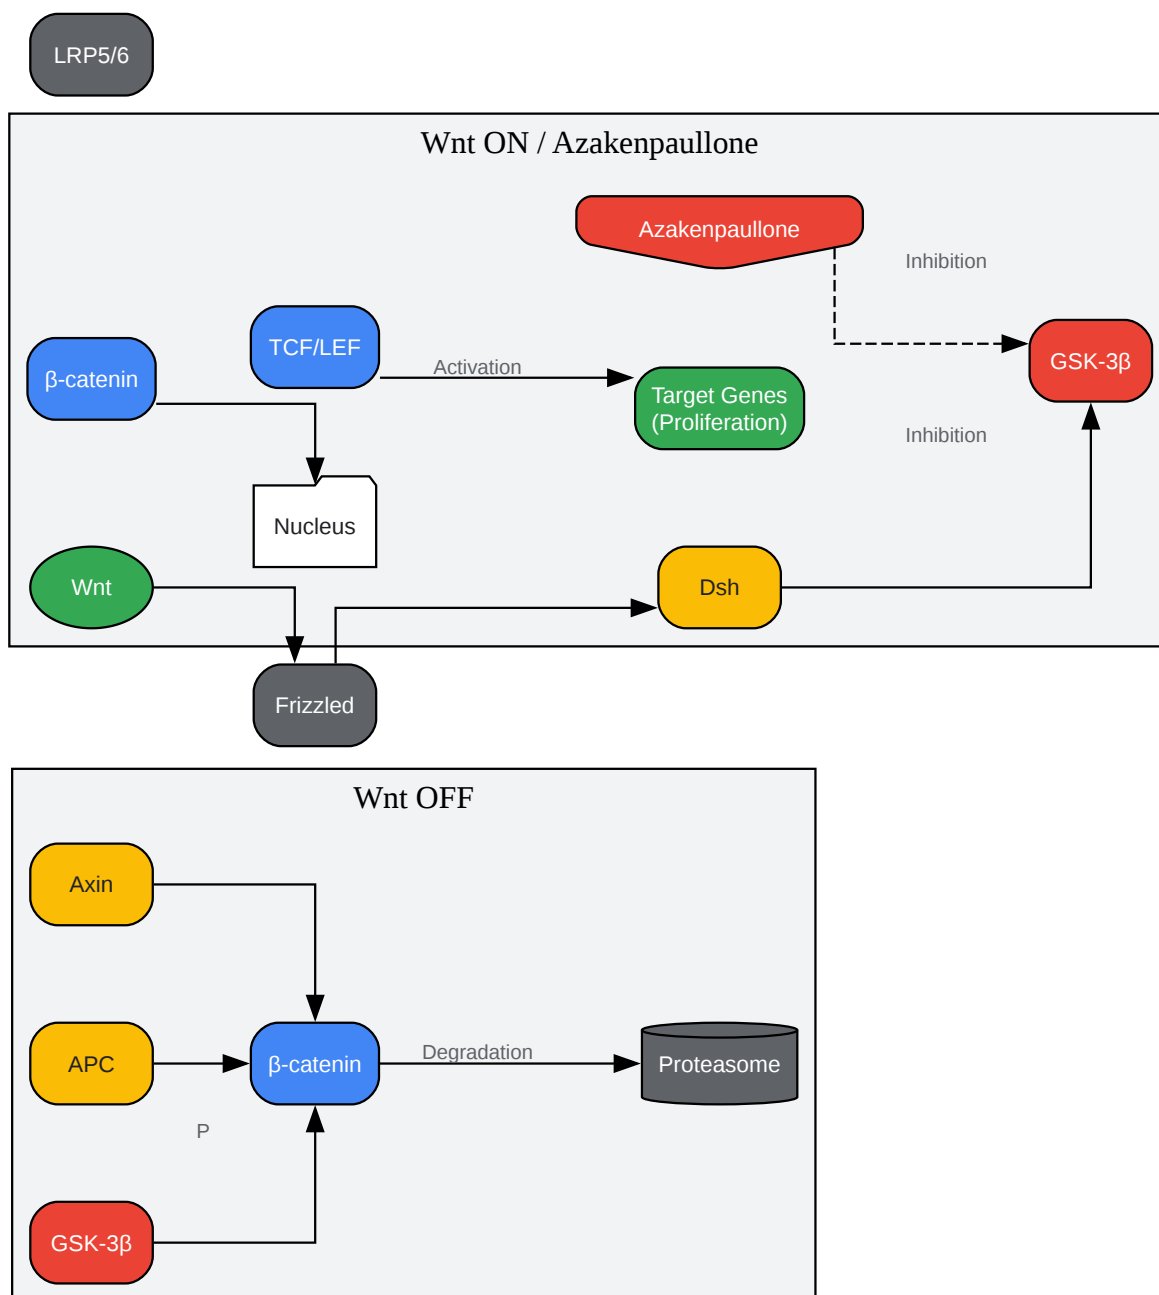 LRP5/6
Wnt ON / Azakenpaullone
Azakenpaullone
Inhibition
TCF/LEF
GSK-3β
β-catenin
Activation
Target Genes
(Proliferation)
Inhibition
Nucleus
Wnt
Dsh
Frizzled
Wnt OFF
Axin
APC
β-catenin
Degradation
Proteasome
P
GSK-3β